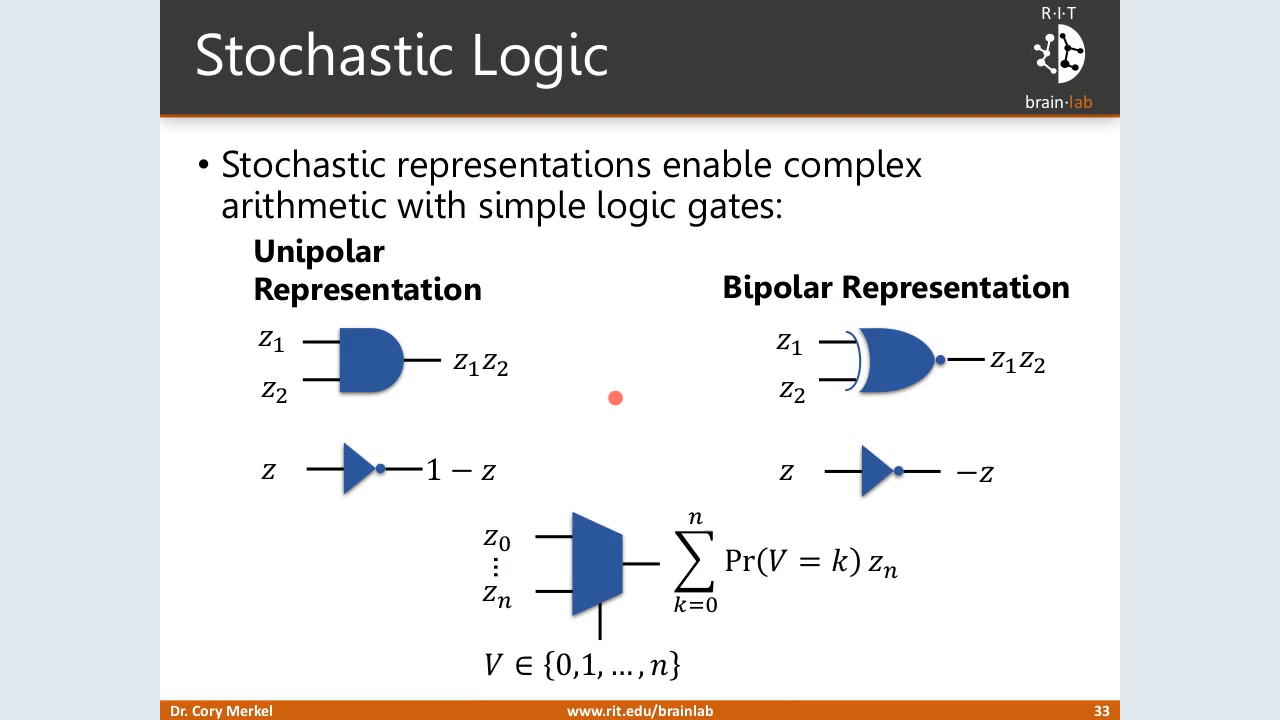 Stochastic Logic
R·I·T
brain·lab
• Stochastic representations enable complex
arithmetic with simple logic gates:
Unipolar
Representation
Bipolar Representation
z₁
z₂
z₁z₂
z₁
z₂
z₁z₂
z
1 − z
z
−z
z₀
⋮
zₙ
n
∑ Pr(V = k) zₙ
k=0
V ∈ {0,1, … , n}
Dr. Cory Merkel
www.rit.edu/brainlab
33